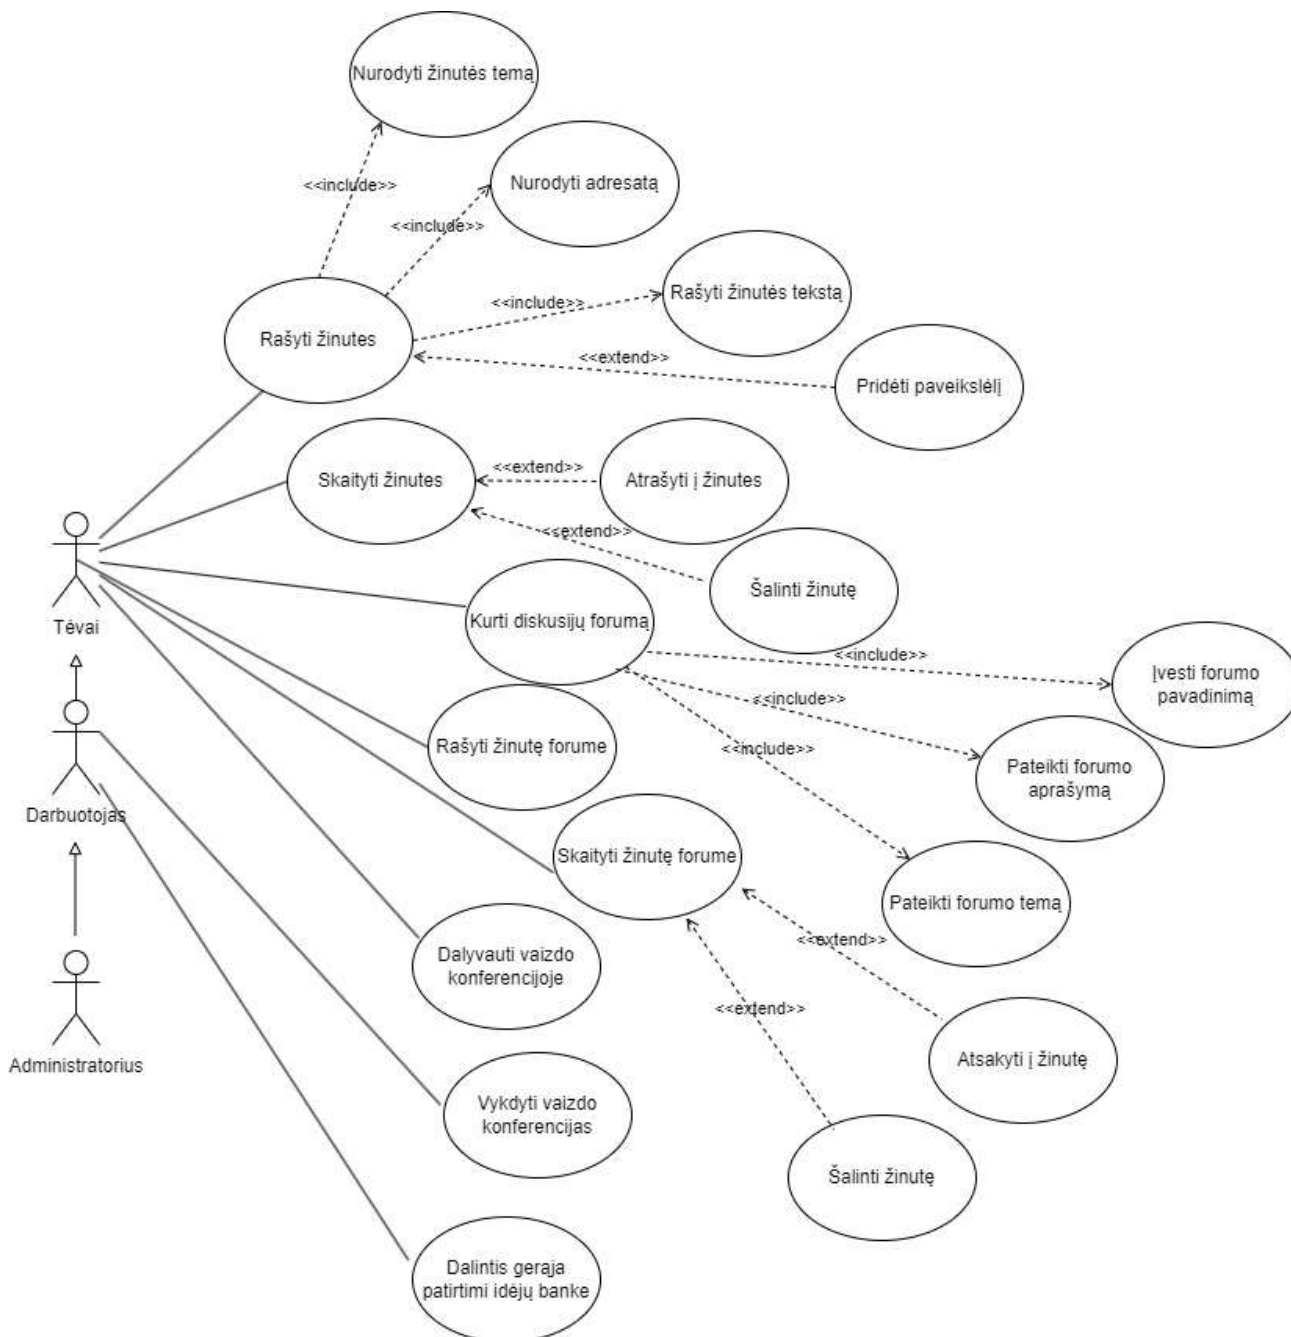 Nurodyti žinutės temą
<<include>>
Nurodyti adresatą
<<include>>
Rašyti žinutės tekstą
<<include>>
Rašyti žinutes
<<extend>>
Pridėti paveikslėlį
Skaityti žinutes
<<extend>>
Atrašyti į žinutes
<<extend>>
Šalinti žinutę
Tėvai
Kurti diskusijų forumą
<<include>>
Įvesti forumo
pavadinimą
<<include>>
Rašyti žinutę forume
<<include>>
Pateikti forumo
aprašymą
Darbuotojas
Skaityti žinutę forume
Pateikti forumo temą
<<extend>>
Dalyvauti vaizdo
konferencijoje
<<extend>>
Administratorius
Atsakyti į žinutę
Vykdyti vaizdo
konferencijas
Šalinti žinutę
Dalintis gerąja
patirtimi idėjų banke